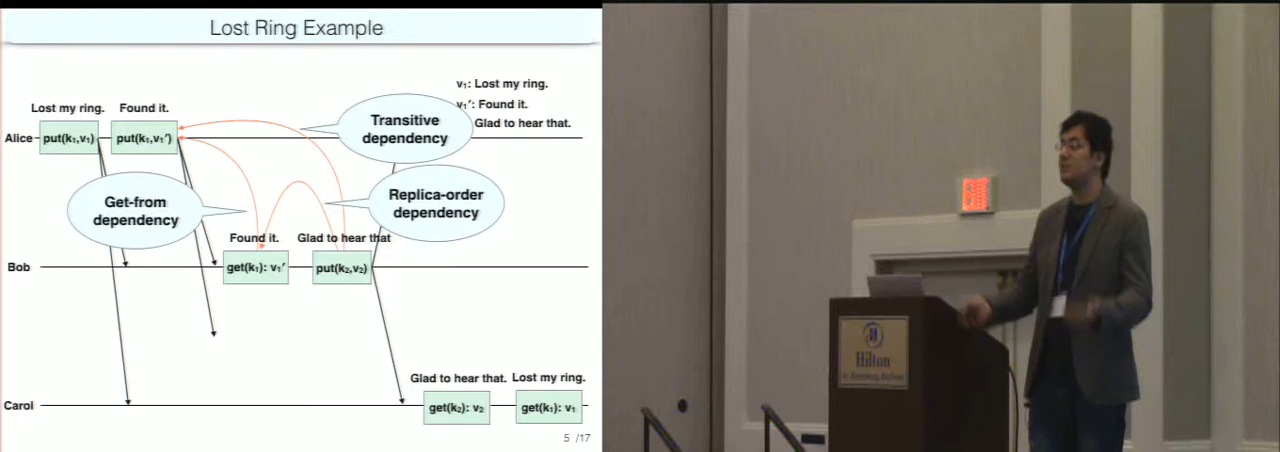 Lost Ring Example
v₁: Lost my ring.
v₁′: Found it.
Glad to hear that.
Lost my ring. Found it.
Alice put(k₁,v₁) put(k₁,v₁′)
Transitive
dependency
Get-from
dependency
Replica-order
dependency
Found it. Glad to hear that
Bob get(k₁): v₁′ put(k₂,v₂)
Glad to hear that. Lost my ring.
Carol get(k₂): v₂ get(k₁): v₁
5 /17
Hilton